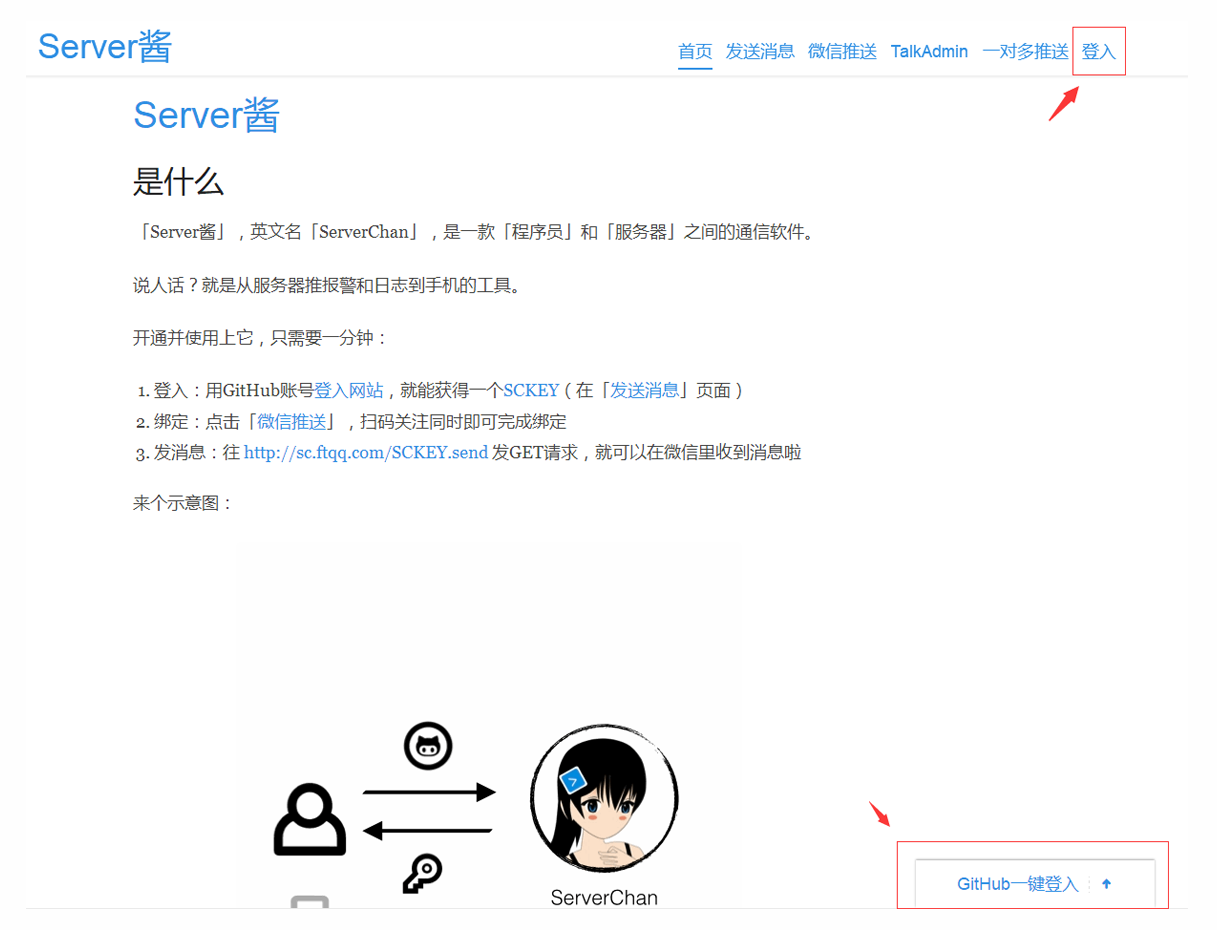 Server酱
首页 发送消息 微信推送 TalkAdmin 一对多推送 登入
Server酱
是什么
「Server酱」,英文名「ServerChan」,是一款「程序员」和「服务器」之间的通信软件。
说人话？就是从服务器推报警和日志到手机的工具。
开通并使用上它,只需要一分钟：
1. 登入：用GitHub账号登入网站,就能获得一个SCKEY（在「发送消息」页面）
2. 绑定：点击「微信推送」,扫码关注同时即可完成绑定
3. 发消息：往 http://sc.ftqq.com/SCKEY.send 发GET请求,就可以在微信里收到消息啦
来个示意图：
ServerChan
GitHub一键登入